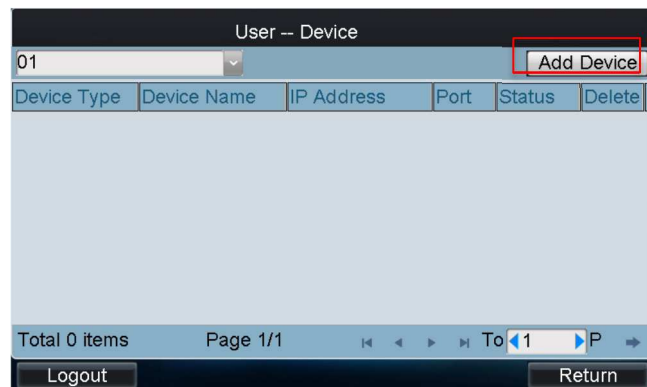 User -- Device
01 Add Device
Device Type Device Name IP Address Port Status Delete
Total 0 items Page 1/1 To 1 P
Logout Return